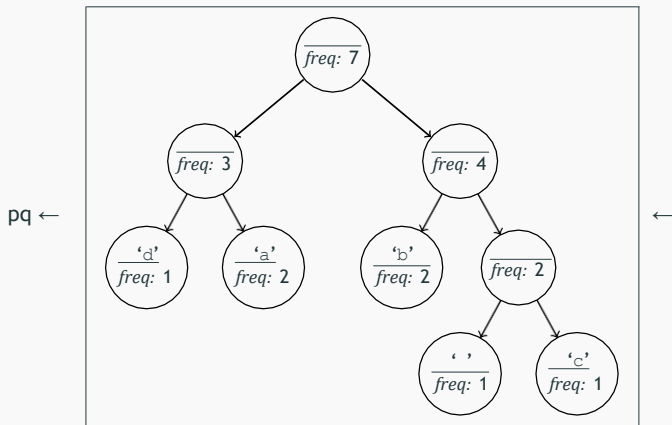 freq: 7
freq: 3
freq: 4
pq ←
←
‘d’
freq: 1
‘a’
freq: 2
‘b’
freq: 2
freq: 2
‘ ’
freq: 1
‘c’
freq: 1